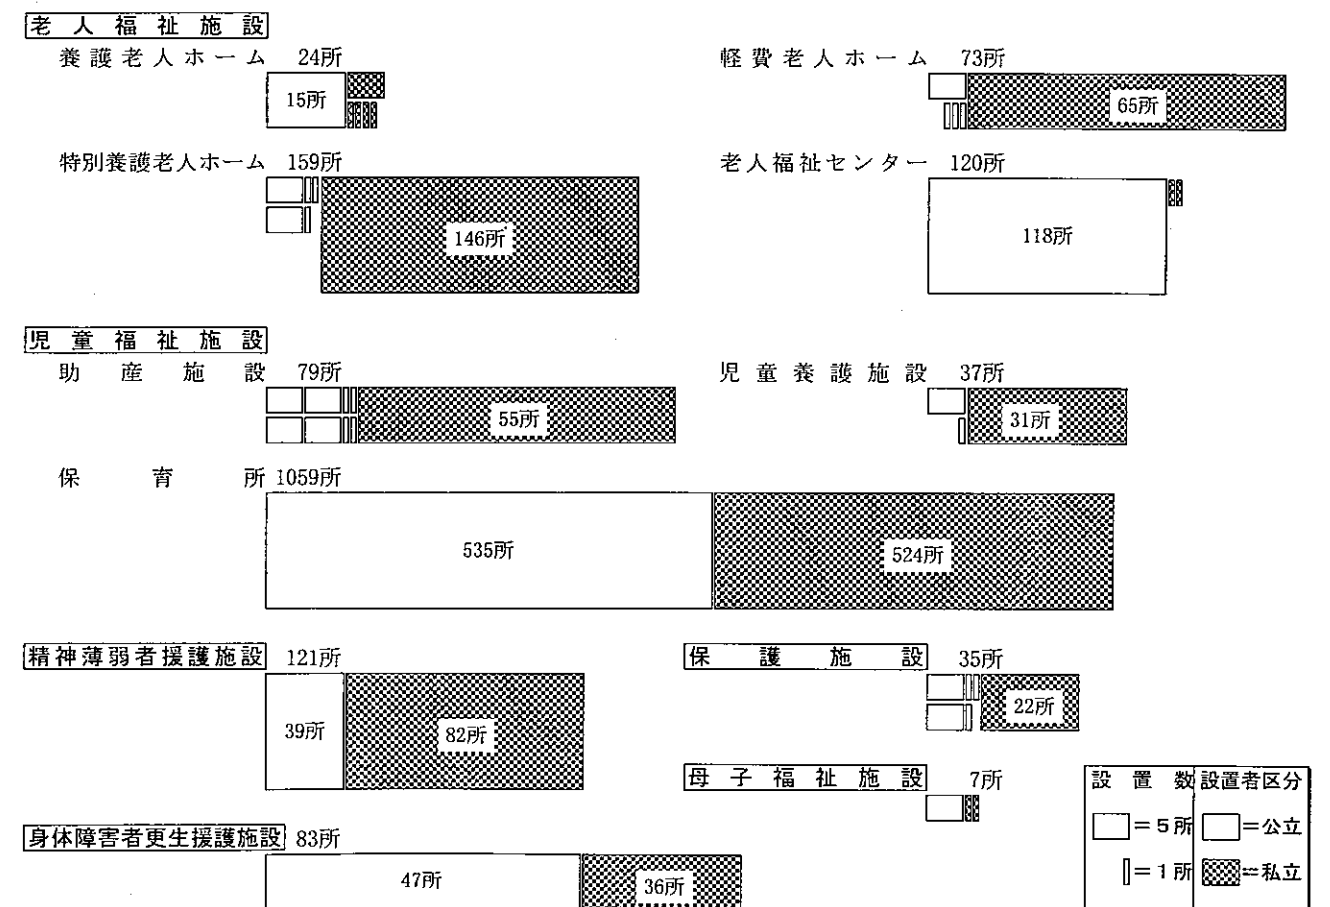 老人福祉施設
養護老人ホーム 24所
15所
軽費老人ホーム 73所
65所
特別養護老人ホーム 159所
146所
老人福祉センター 120所
118所
児童福祉施設
助産施設 79所
55所
児童養護施設 37所
31所
保育所 1059所
535所
524所
精神薄弱者援護施設 121所
39所
82所
保護施設 35所
22所
母子福祉施設 7所
身体障害者更生援護施設 83所
47所
36所
設置数 設置者区分
=5所 =公立
=1所 =私立